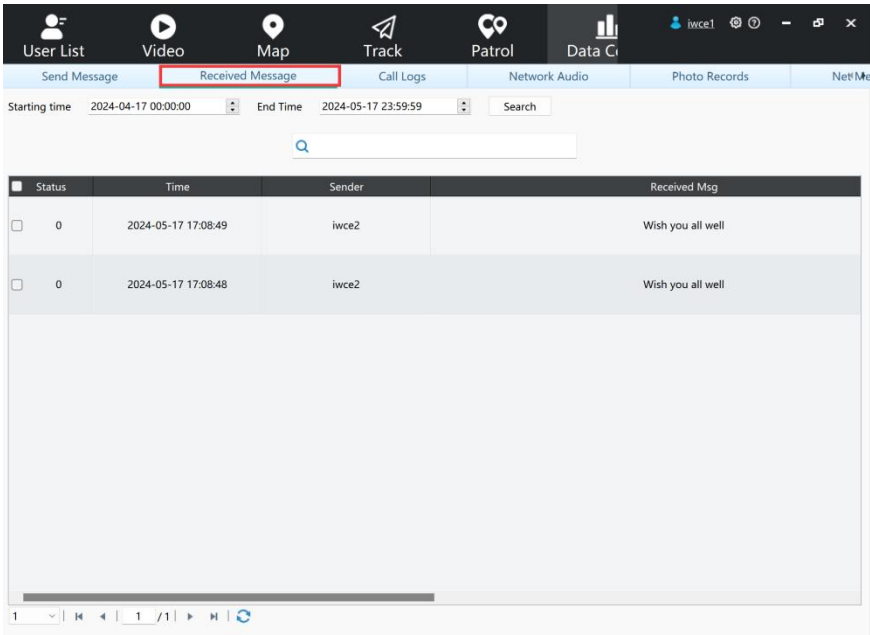 iwce1
User List Video Map Track Patrol Data C
Send Message Received Message Call Logs Network Audio Photo Records Net Me
Starting time 2024-04-17 00:00:00 End Time 2024-05-17 23:59:59 Search
Status Time Sender Received Msg
0 2024-05-17 17:08:49 iwce2 Wish you all well
0 2024-05-17 17:08:48 iwce2 Wish you all well
1 1 /1